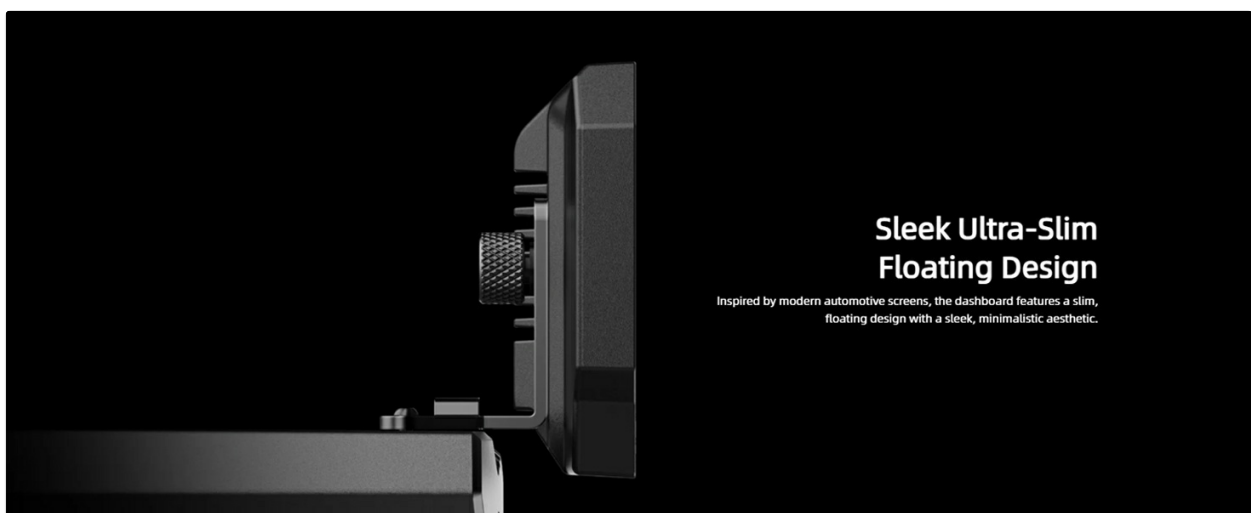 Sleek Ultra-Slim
Floating Design
Inspired by modern automotive screens, the dashboard features a slim,
floating design with a sleek, minimalistic aesthetic.